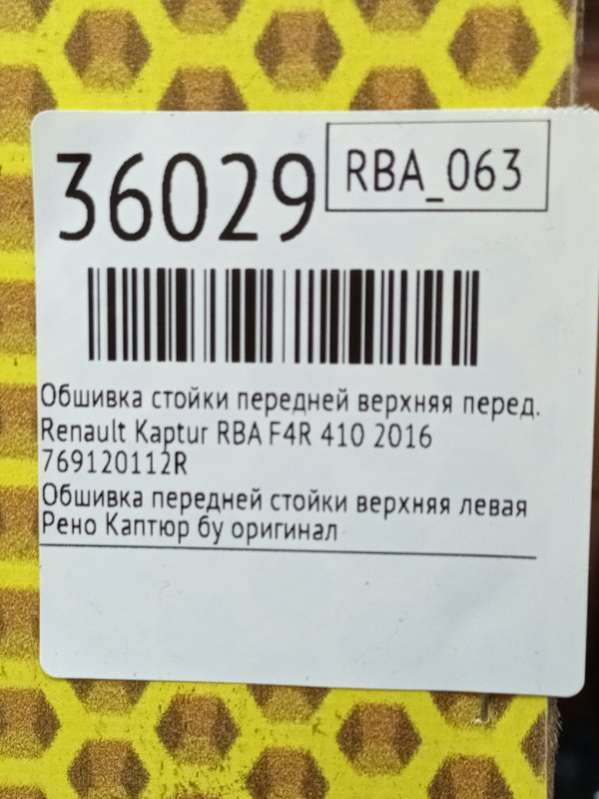 36029
RBA_063
Обшивка стойки передней верхняя перед.
Renault Kaptur RBA F4R 410 2016
769120112R
Обшивка передней стойки верхняя левая
Рено Каптюр бу оригинал